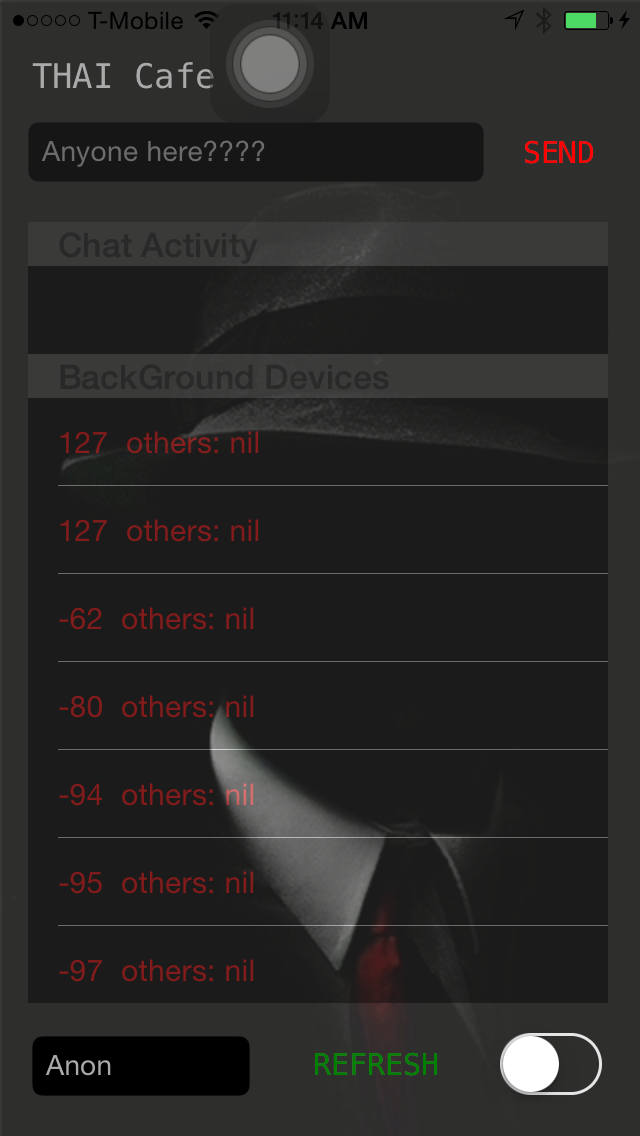 T-Mobile 11:14 AM
THAI Cafe
Anyone here????
SEND
Chat Activity
BackGround Devices
127 others: nil
127 others: nil
-62 others: nil
-80 others: nil
-94 others: nil
-95 others: nil
-97 others: nil
Anon
REFRESH